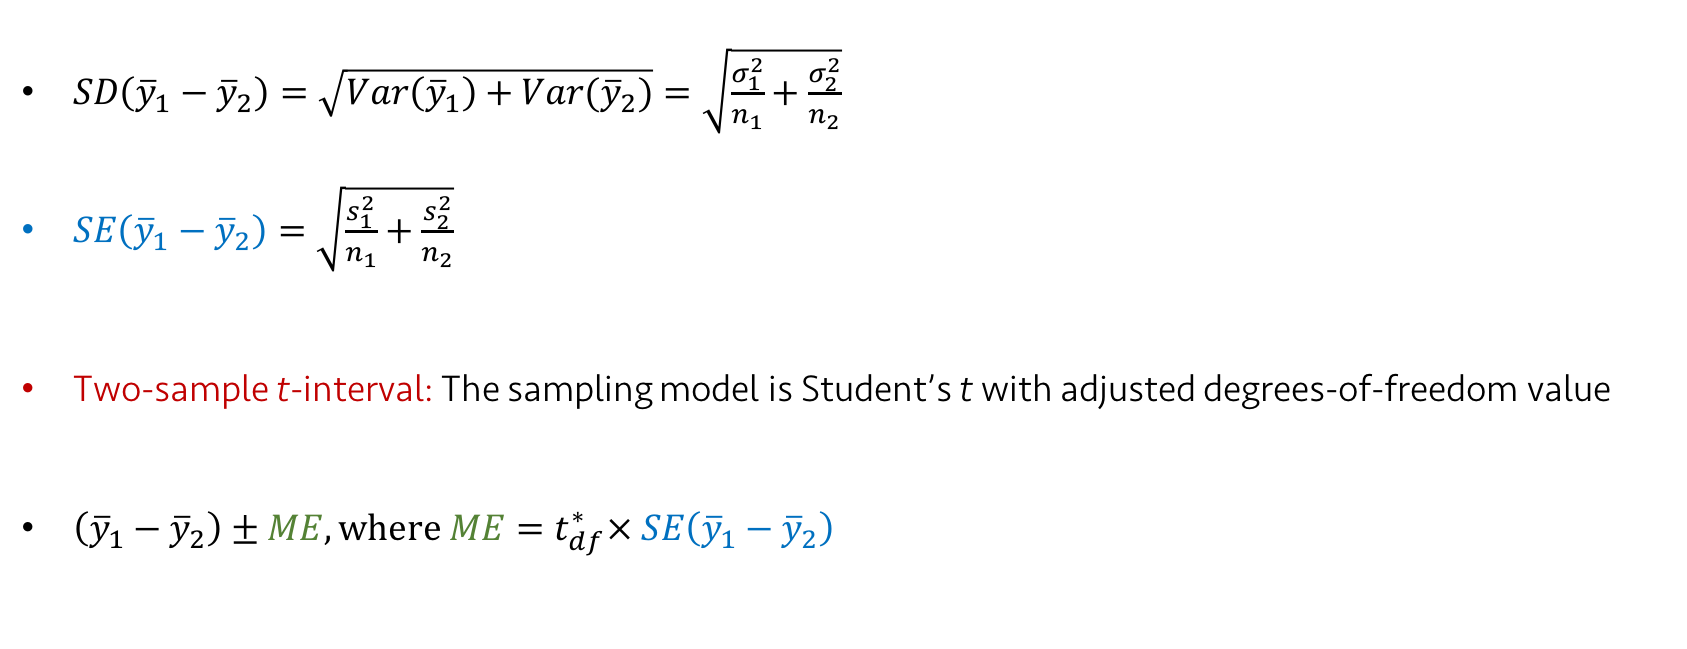 • SD(ȳ₁ − ȳ₂) = √(Var(ȳ₁) + Var(ȳ₂)) = √(σ₁²/n₁ + σ₂²/n₂)
• SE(ȳ₁ − ȳ₂) = √(s₁²/n₁ + s₂²/n₂)
• Two-sample t-interval: The sampling model is Student’s t with adjusted degrees-of-freedom value
• (ȳ₁ − ȳ₂) ± ME, where ME = t*_df × SE(ȳ₁ − ȳ₂)